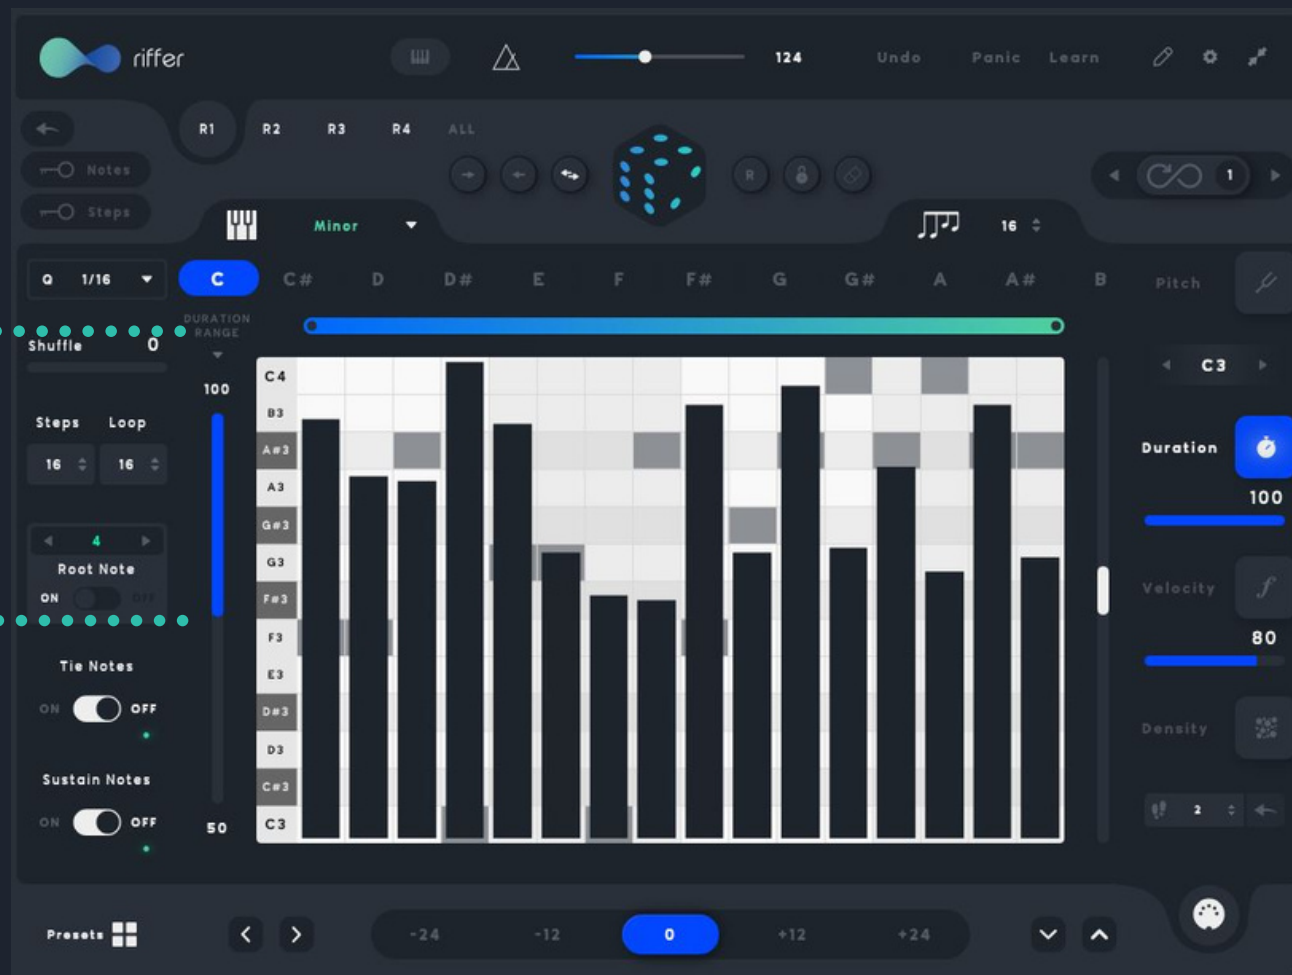 riffer
124
Undo
Panic
Learn
R1
R2
R3
R4
ALL
Notes
Steps
R
1
Minor
16
Q 1/16
C
C#
D
D#
E
F
F#
G
G#
A
A#
B
Pitch
DURATION
RANGE
Shuffle 0
100
C3
Steps Loop
16 16
4
Root Note
ON OFF
Tie Notes
ON OFF
Sustain Notes
ON OFF
50
C4
B3
A#3
A3
G#3
G3
F#3
F3
E3
D#3
D3
C#3
C3
Duration
100
Velocity
f
80
Density
2
Presets
-24
-12
0
+12
+24